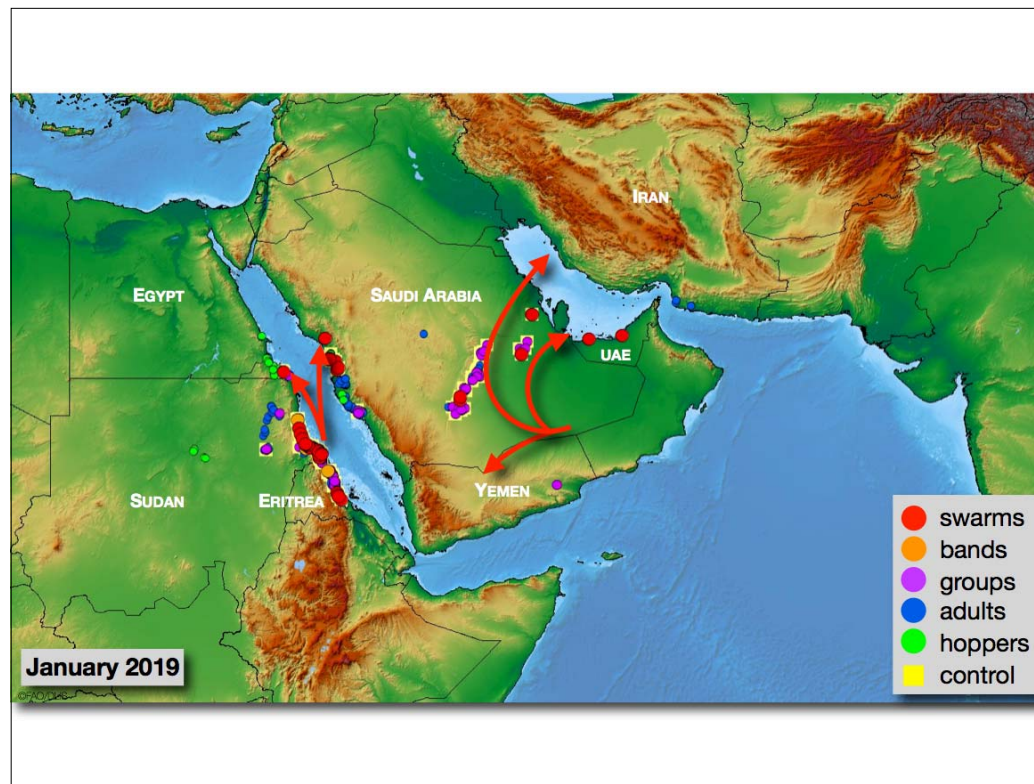 IRAN
EGYPT
SAUDI ARABIA
UAE
SUDAN
ERITREA
YEMEN
swarms
bands
groups
adults
hoppers
control
January 2019